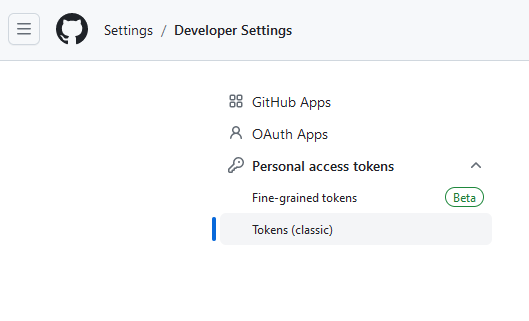 Settings / Developer Settings
GitHub Apps
OAuth Apps
Personal access tokens
Fine-grained tokens Beta
Tokens (classic)